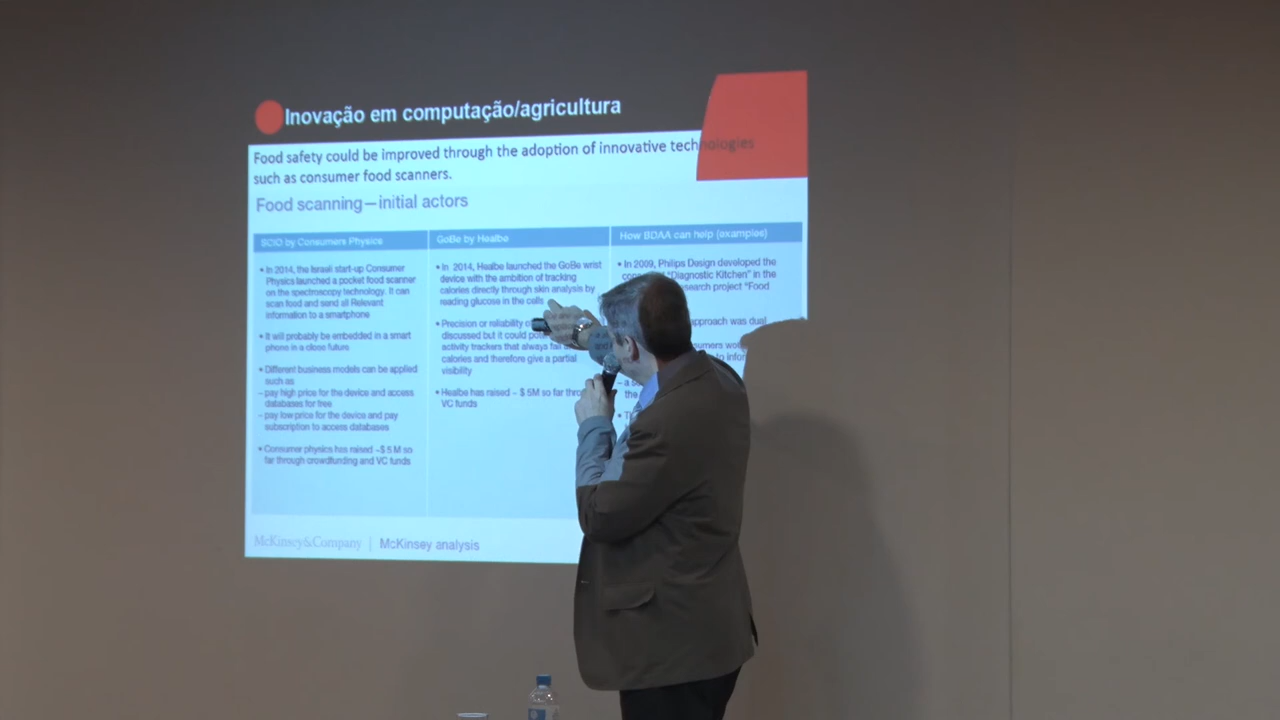 Inovação em computação/agricultura
Food safety could be improved through the adoption of innovative technologies
such as consumer food scanners.
Food scanning—initial actors
SCIO by Consumers Physics
• In 2014, the Israeli start-up Consumer
Physics launched a pocket food scanner
on the spectroscopy technology. It can
scan food and send all Relevant
information to a smartphone
• It will probably be embedded in a smart
phone in a close future
• Different business models can be applied
such as
– pay high price for the device and access
databases for free
– pay low price for the device and pay
subscription to access databases
• Consumer physics has raised ~$ 5 M so
far through crowdfunding and VC funds
GoBe by Healbe
• In 2014, Healbe launched the GoBe wrist
device with the ambition of tracking
calories directly through skin analysis by
reading glucose in the cells
• Precision or reliability
discussed but it could
activity trackers that always
calories and therefore give a partial
visibility
• Healbe has raised ~ $ 5M so far
VC funds
How BDAA can help (examples)
• In 2009, Philips Design developed the
"Diagnostic Kitchen" in the
"Food
approach was dual
– a
the
McKinsey&Company | McKinsey analysis